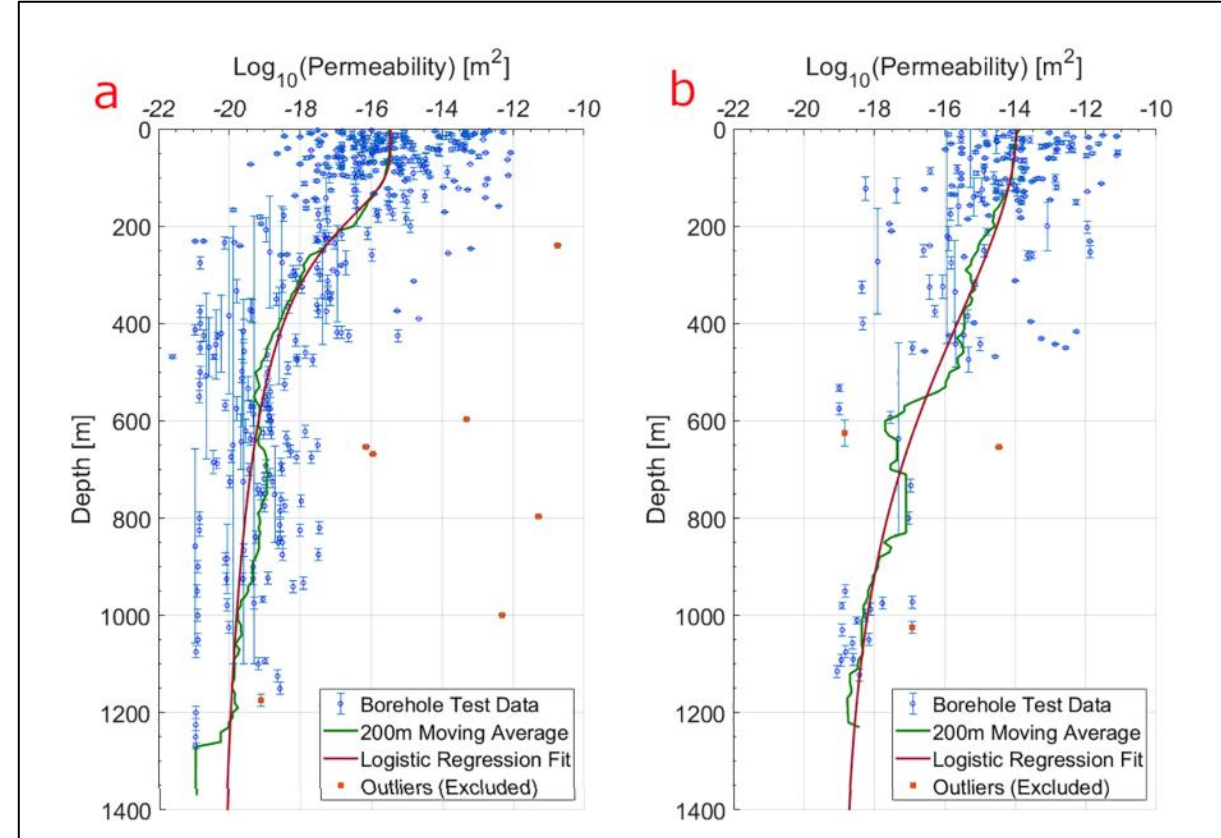 a
Log10(Permeability) [m2]
-22 -20 -18 -16 -14 -12 -10
0
200
400
600
800
1000
1200
1400
Depth [m]
Borehole Test Data
200m Moving Average
Logistic Regression Fit
Outliers (Excluded)
b
Log10(Permeability) [m2]
-22 -20 -18 -16 -14 -12 -10
0
200
400
600
800
1000
1200
1400
Depth [m]
Borehole Test Data
200m Moving Average
Logistic Regression Fit
Outliers (Excluded)